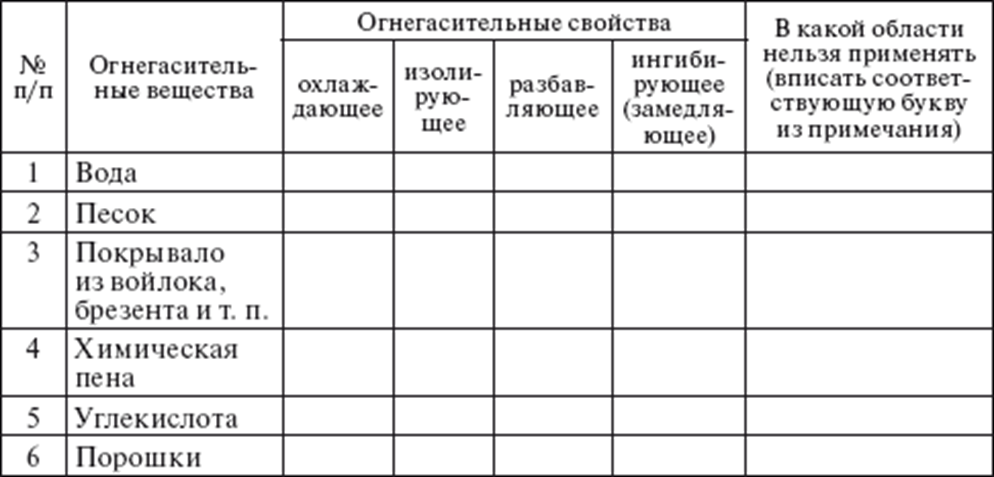 №
п/п
Огнегаситель-
ные вещества
Огнегасительные свойства
охлаж-
дающее
изоли-
рую-
щее
разбав-
ляющее
ингиби-
рующее
(замедля-
ющее)
В какой области
нельзя применять
(вписать соответ-
ствующую букву
из примечания)
1 Вода
2 Песок
3 Покрывало
из войлока,
брезента и т. п.
4 Химическая
пена
5 Углекислота
6 Порошки